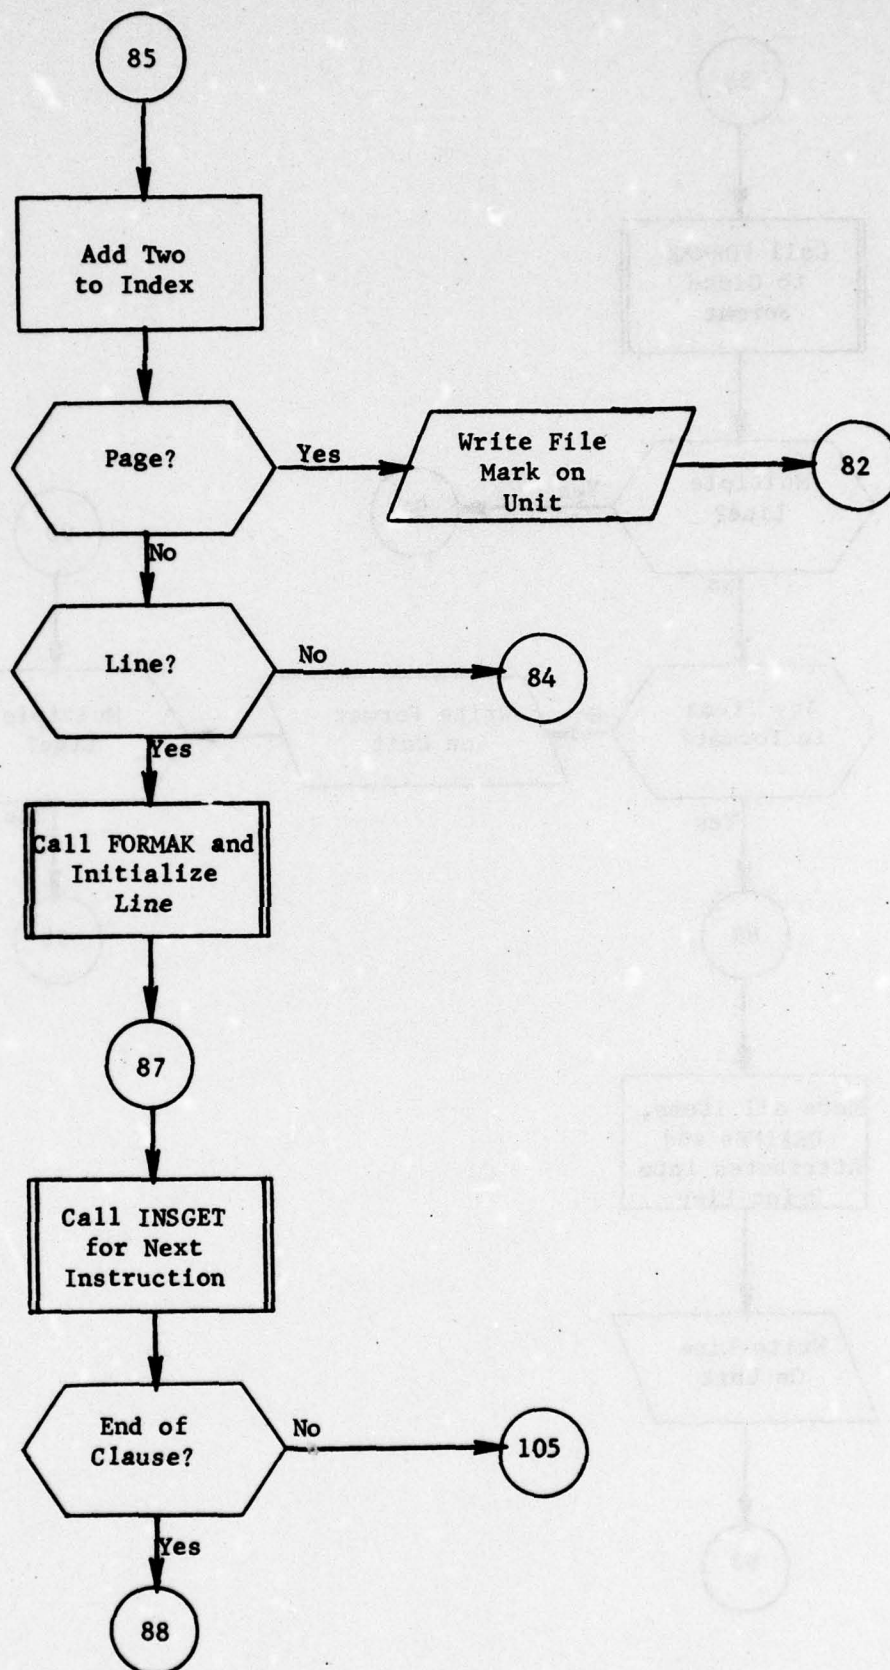 85
Add Two
to Index
Page?
Yes
Write File
Mark on
Unit
82
No
Line?
No
84
Yes
Call FORMAK and
Initialize
Line
87
Call INSGET
for Next
Instruction
End of
Clause?
No
105
Yes
88